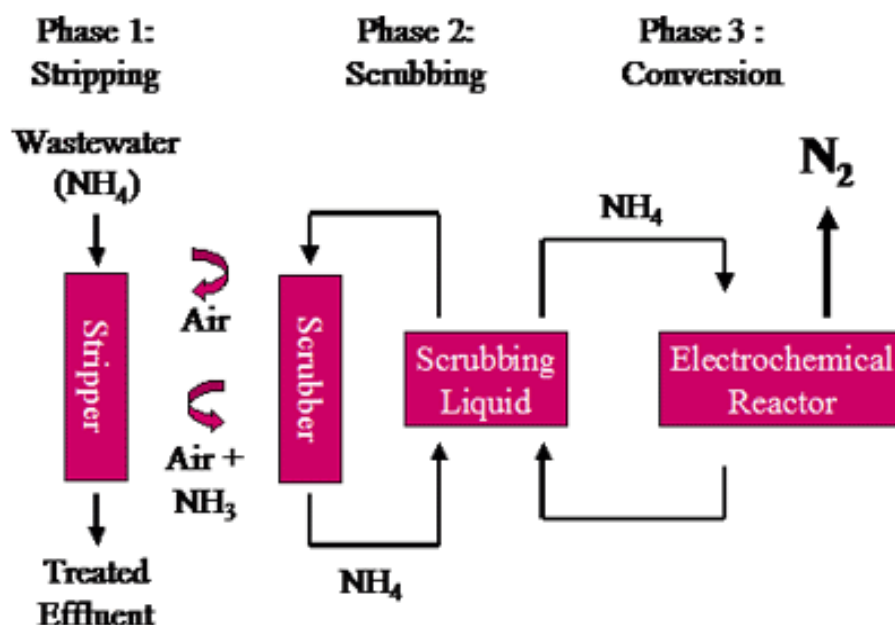 Phase 1:
Stripping
Phase 2:
Scrubbing
Phase 3 :
Conversion
Wastewater
(NH₄)
Stripper
Treated
Effluent
Air
Air +
NH₃
Scrubber
NH₄
Scrubbing
Liquid
NH₄
Electrochemical
Reactor
N₂